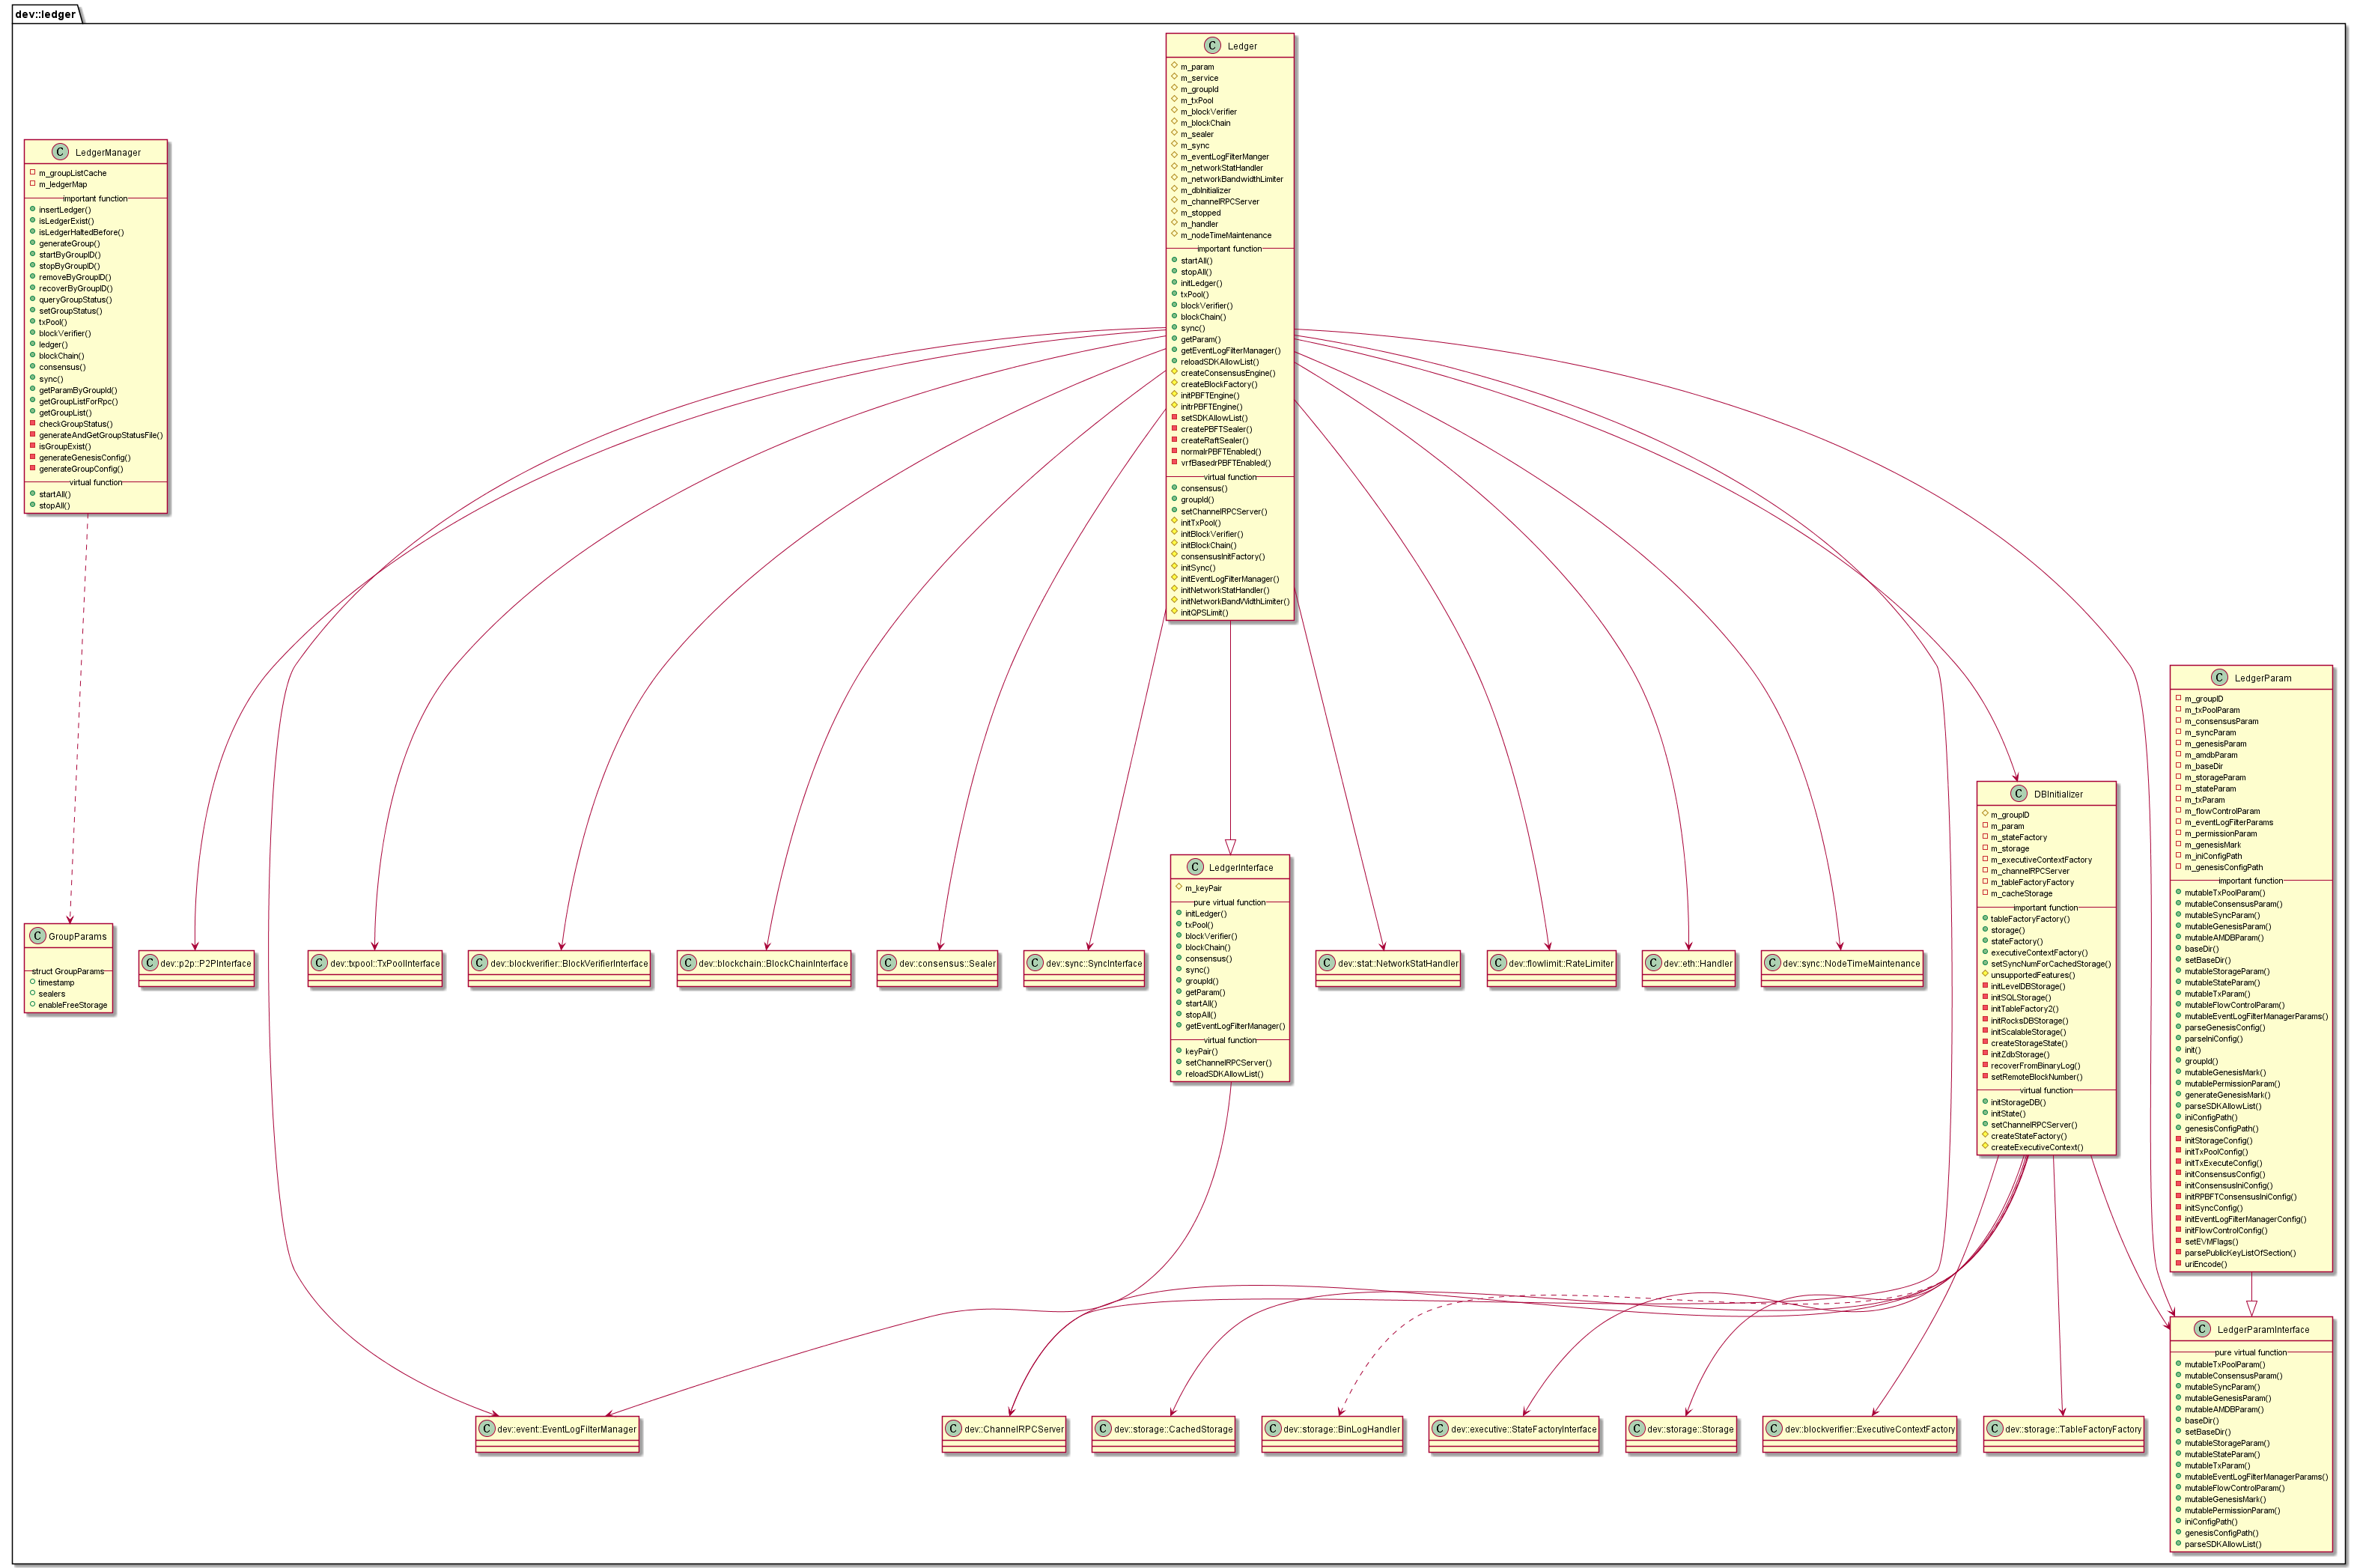 dev::ledger
C Ledger
m_param
m_service
m_groupId
m_txPool
m_blockVerifier
m_blockChain
m_sealer
m_sync
m_eventLogFilterManger
m_networkStatHandler
m_networkBandwidthLimiter
m_dbInitializer
m_channelRPCServer
m_stopped
m_handler
m_nodeTimeMaintenance
important function
startAll()
stopAll()
initLedger()
txPool()
blockVerifier()
blockChain()
sync()
getParam()
getEventLogFilterManager()
reloadSDKAllowList()
createConsensusEngine()
createBlockFactory()
initPBFTEngine()
initrPBFTEngine()
setSDKAllowList()
createPBFTSealer()
createRaftSealer()
normalrPBFTEnabled()
vrfBasedrPBFTEnabled()
virtual function
consensus()
groupId()
setChannelRPCServer()
initTxPool()
initBlockVerifier()
initBlockChain()
consensusInitFactory()
initSync()
initEventLogFilterManager()
initNetworkStatHandler()
initNetworkBandWidthLimiter()
initQPSLimit()
C LedgerManager
m_groupListCache
m_ledgerMap
important function
insertLedger()
isLedgerExist()
isLedgerHaltedBefore()
generateGroup()
startByGroupID()
stopByGroupID()
removeByGroupID()
recoverByGroupID()
queryGroupStatus()
setGroupStatus()
txPool()
blockVerifier()
ledger()
blockChain()
consensus()
sync()
getParamByGroupId()
getGroupListForRpc()
getGroupList()
checkGroupStatus()
generateAndGetGroupStatusFile()
isGroupExist()
generateGenesisConfig()
generateGroupConfig()
virtual function
startAll()
stopAll()
C LedgerParam
m_groupID
m_txPoolParam
m_consensusParam
m_syncParam
m_genesisParam
m_amdbParam
m_baseDir
m_storageParam
m_stateParam
m_txParam
m_flowControlParam
m_eventLogFilterParams
m_permissionParam
m_genesisMark
m_iniConfigPath
m_genesisConfigPath
important function
mutableTxPoolParam()
mutableConsensusParam()
mutableSyncParam()
mutableGenesisParam()
mutableAMDBParam()
baseDir()
setBaseDir()
mutableStorageParam()
mutableStateParam()
mutableTxParam()
mutableFlowControlParam()
mutableEventLogFilterManagerParams()
parseGenesisConfig()
parseIniConfig()
init()
groupId()
mutableGenesisMark()
mutablePermissionParam()
generateGenesisMark()
parseSDKAllowList()
iniConfigPath()
genesisConfigPath()
initStorageConfig()
initTxPoolConfig()
initTxExecuteConfig()
initConsensusConfig()
initConsensusIniConfig()
initRPBFTConsensusIniConfig()
initSyncConfig()
initEventLogFilterManagerConfig()
initFlowControlConfig()
setEVMFlags()
parsePublicKeyListOfSection()
uriEncode()
C DBInitializer
m_groupID
m_param
m_stateFactory
m_storage
m_executiveContextFactory
m_channelRPCServer
m_tableFactoryFactory
m_cacheStorage
important function
tableFactoryFactory()
storage()
stateFactory()
executiveContextFactory()
setSyncNumForCachedStorage()
unsupportedFeatures()
initLevelDBStorage()
initSQLStorage()
initTableFactory2()
initRocksDBStorage()
initScalableStorage()
createStorageState()
initZdbStorage()
recoverFromBinaryLog()
setRemoteBlockNumber()
virtual function
initStorageDB()
initState()
setChannelRPCServer()
createStateFactory()
createExecutiveContext()
C LedgerInterface
m_keyPair
pure virtual function
initLedger()
txPool()
blockVerifier()
blockChain()
consensus()
sync()
groupId()
getParam()
startAll()
stopAll()
getEventLogFilterManager()
virtual function
keyPair()
setChannelRPCServer()
reloadSDKAllowList()
C GroupParams
struct GroupParams
timestamp
sealers
enableFreeStorage
C dev::p2p::P2PInterface
C dev::txpool::TxPoolInterface
C dev::blockverifier::BlockVerifierInterface
C dev::blockchain::BlockChainInterface
C dev::consensus::Sealer
C dev::sync::SyncInterface
C dev::stat::NetworkStatHandler
C dev::flowlimit::RateLimiter
C dev::eth::Handler
C dev::sync::NodeTimeMaintenance
C dev::event::EventLogFilterManager
C dev::ChannelRPCServer
C dev::storage::CachedStorage
C dev::storage::BinLogHandler
C dev::executive::StateFactoryInterface
C dev::storage::Storage
C dev::blockverifier::ExecutiveContextFactory
C dev::storage::TableFactoryFactory
C LedgerParamInterface
pure virtual function
mutableTxPoolParam()
mutableConsensusParam()
mutableSyncParam()
mutableGenesisParam()
mutableAMDBParam()
baseDir()
setBaseDir()
mutableStorageParam()
mutableStateParam()
mutableTxParam()
mutableEventLogFilterManagerParams()
mutableFlowControlParam()
mutableGenesisMark()
mutablePermissionParam()
iniConfigPath()
genesisConfigPath()
parseSDKAllowList()